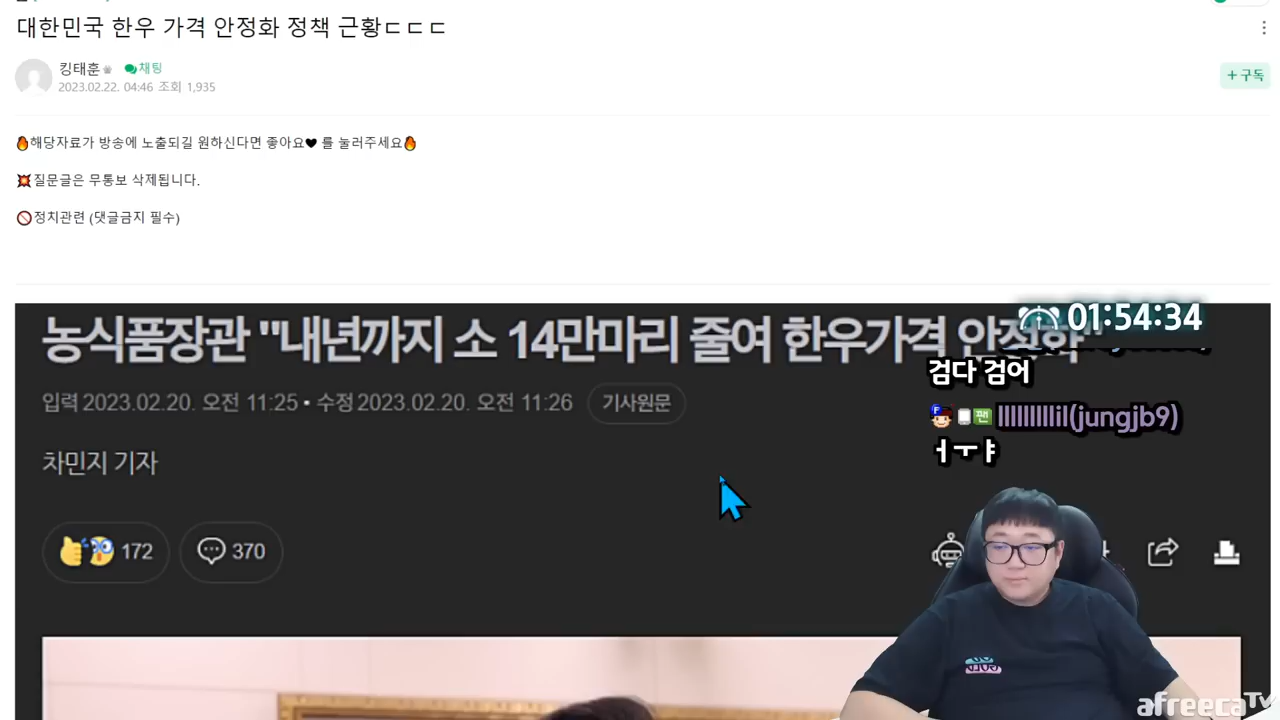 대한민국 한우 가격 안정화 정책 근황ㄷㄷㄷ
킹태훈 채팅
2023.02.22. 04:46 조회 1,935
+ 구독
🔥해당자료가 방송에 노출되길 원하신다면 좋아요🖤 를 눌러주세요🔥
💥질문글은 무통보 삭제됩니다.
🚫정치관련 (댓글금지 필수)
농식품장관 "내년까지 소 14만마리 줄여 한우가격 안정화"
01:54:34
입력 2023.02.20. 오전 11:25 • 수정 2023.02.20. 오전 11:26 기사원문
검다 검어
팬 lllllllllil(jungjb9)
ㅓㅜㅑ
차민지 기자
172 370
afreecaTV